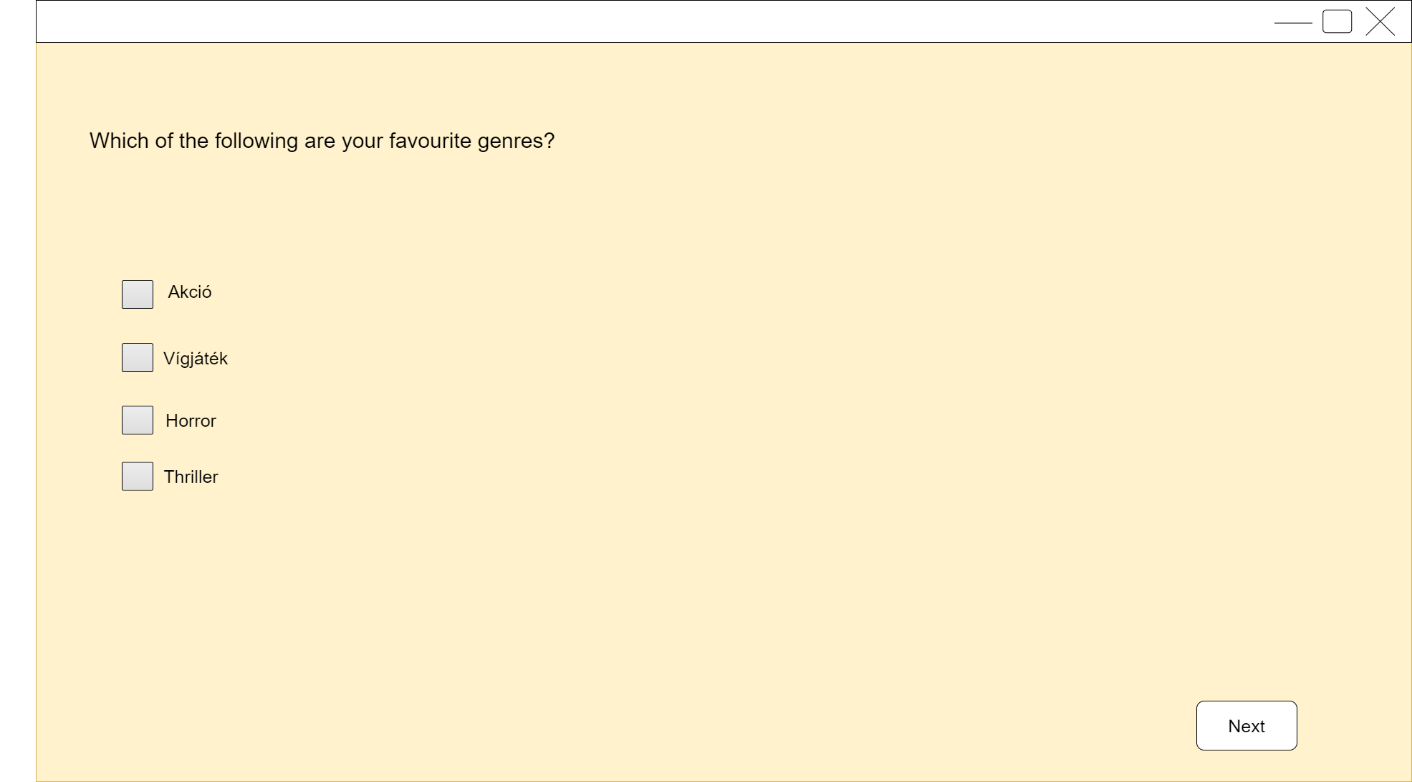 Which of the following are your favourite genres?
Akció
Vígjáték
Horror
Thriller
Next